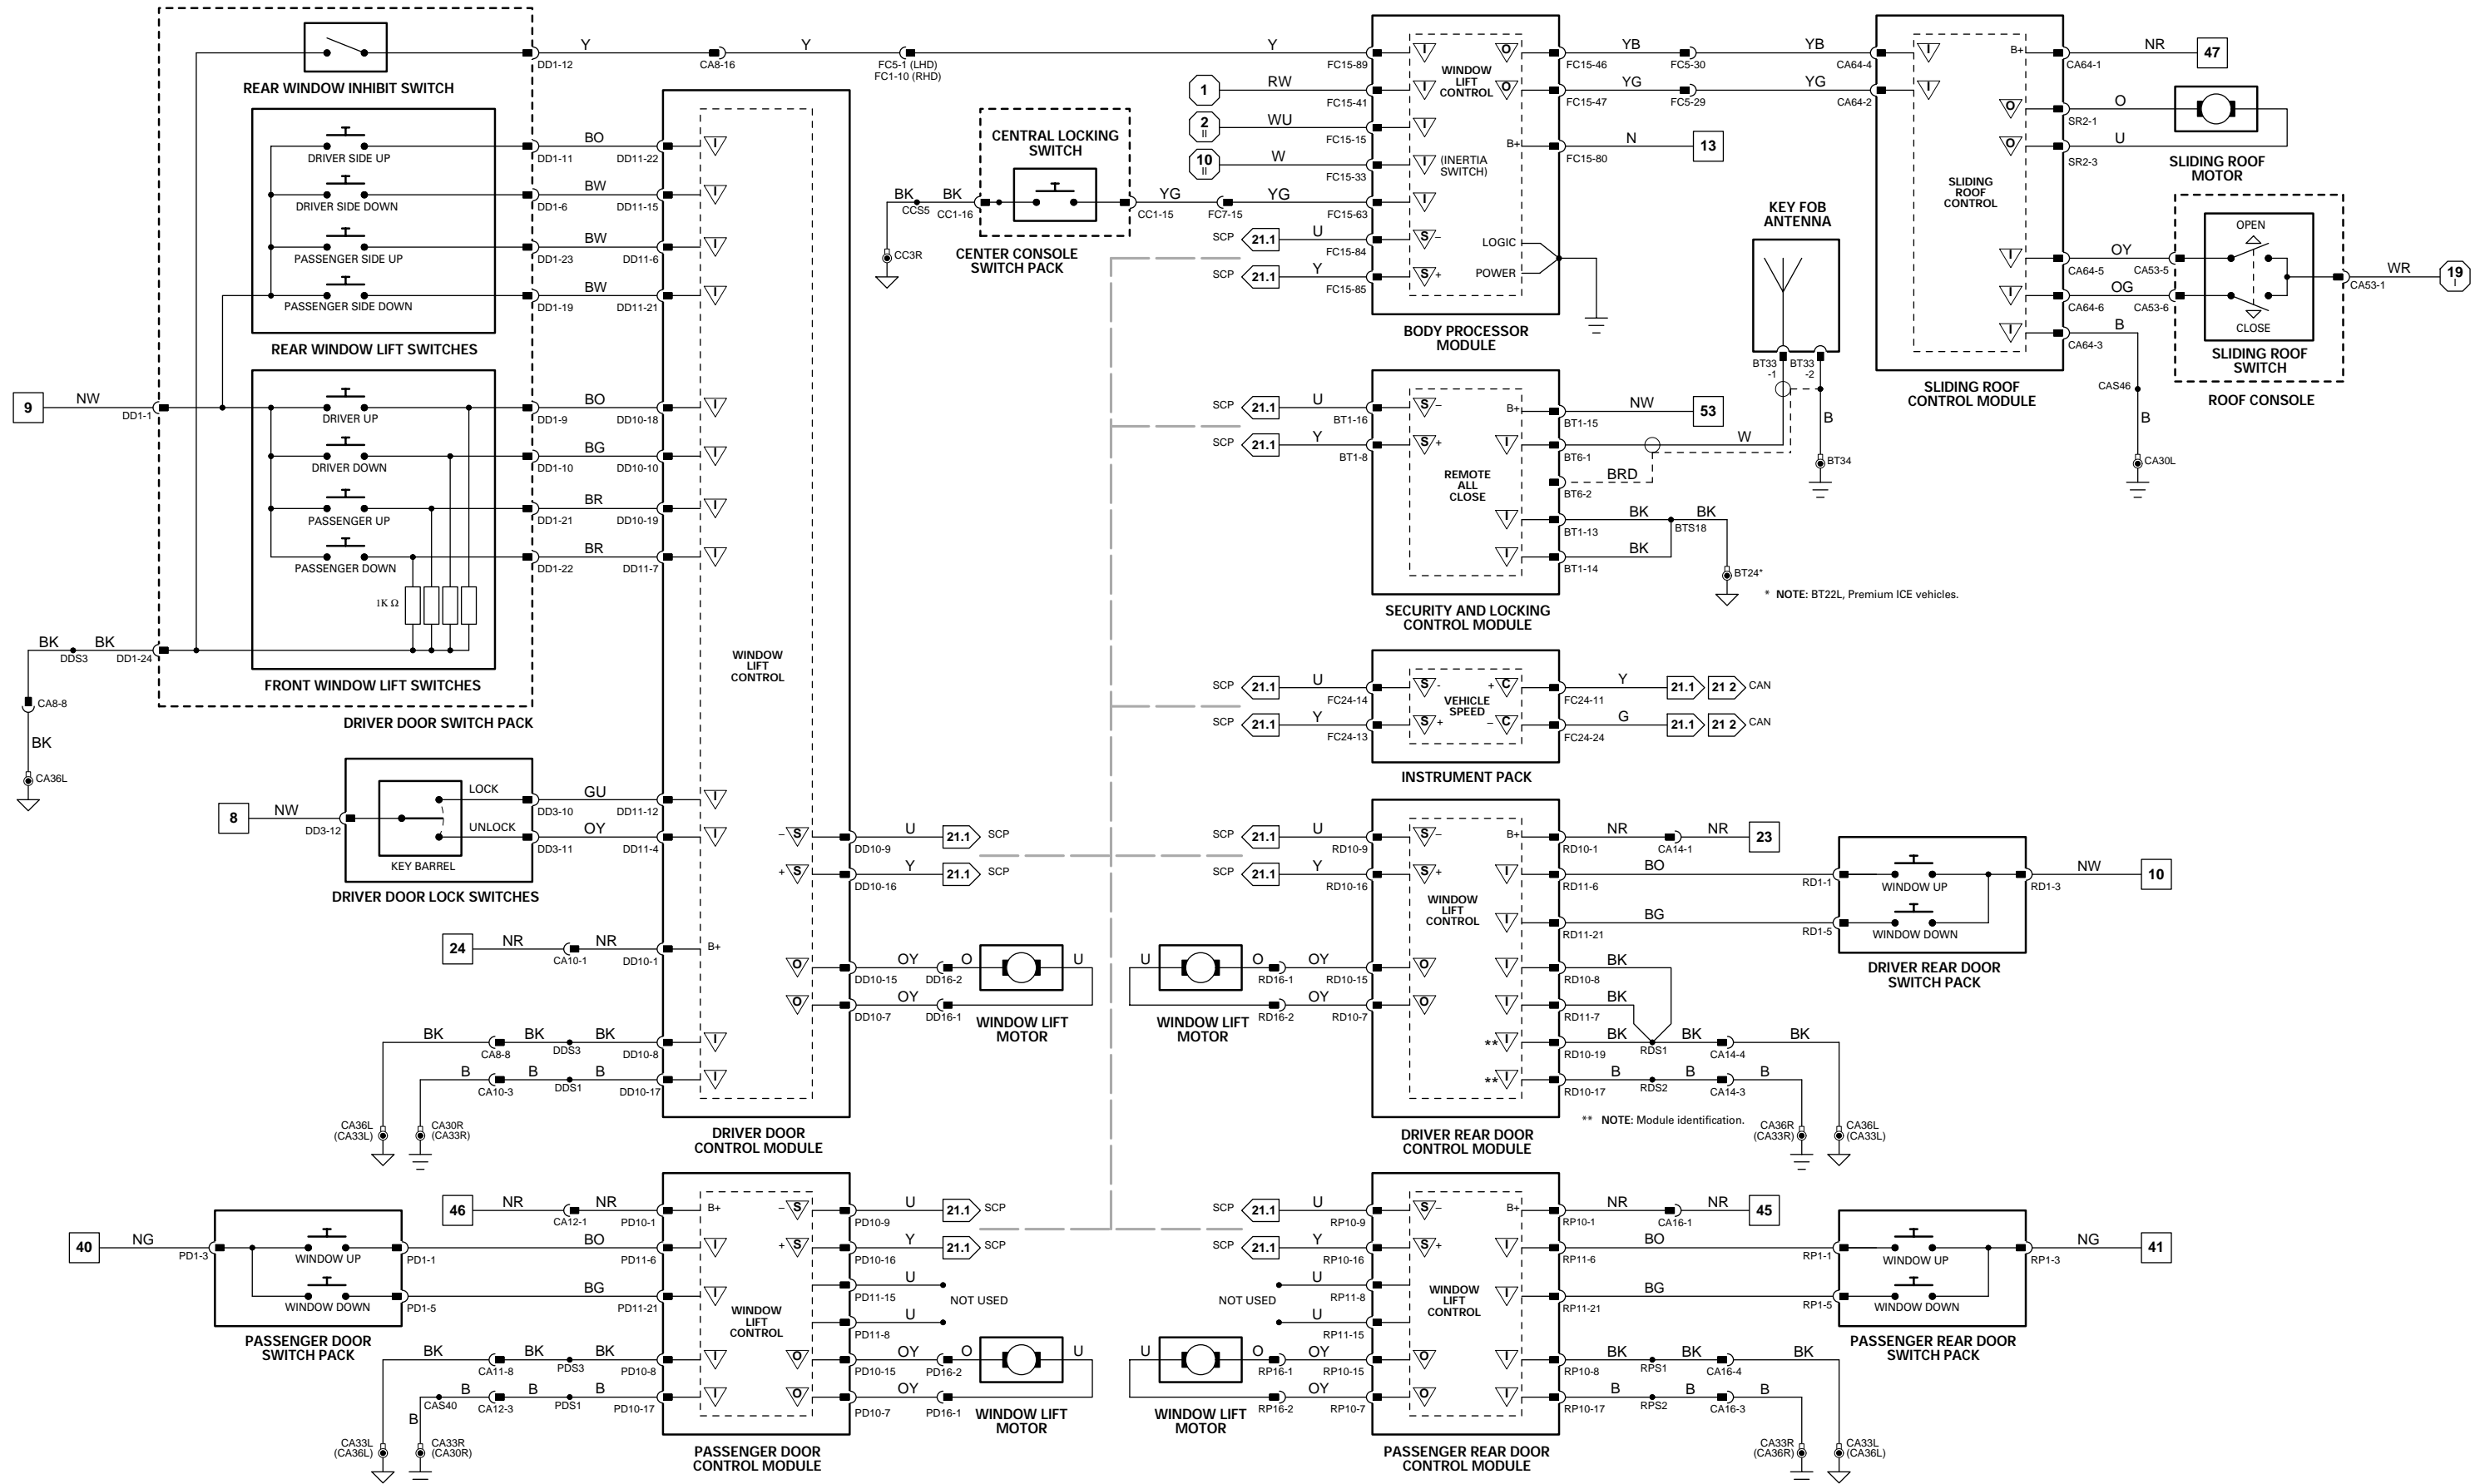 REAR WINDOW INHIBIT SWITCH
DD1-12
Y
CA8-16
Y
FC5-1 (LHD)
FC1-10 (RHD)
Y
FC15-89
DRIVER SIDE UP
DD1-11
BO
DD11-22
DRIVER SIDE DOWN
DD1-6
BW
DD11-15
PASSENGER SIDE UP
DD1-23
BW
DD11-6
PASSENGER SIDE DOWN
DD1-19
BW
DD11-21
REAR WINDOW LIFT SWITCHES
9
NW
DD1-1
DRIVER UP
DD1-9
BO
DD10-18
DRIVER DOWN
DD1-10
BG
DD10-10
PASSENGER UP
DD1-21
BR
DD10-19
PASSENGER DOWN
DD1-22
BR
DD11-7
1K Ω
FRONT WINDOW LIFT SWITCHES
DRIVER DOOR SWITCH PACK
BK
DDS3
BK
DD1-24
CA8-8
BK
CA36L
8
NW
DD3-12
LOCK
UNLOCK
KEY BARREL
DD3-10
GU
DD11-12
DD3-11
OY
DD11-4
DRIVER DOOR LOCK SWITCHES
24
NR
CA10-1
NR
DD10-1
B+
BK
CA8-8
BK
DDS3
BK
DD10-8
B
CA10-3
B
DDS1
B
DD10-17
CA36L
(CA33L)
CA30R
(CA33R)
I
I
I
I
I
I
I
I
I
I
I
I
WINDOW
LIFT
CONTROL
– S
+ S
O
O
DD10-9
U
21.1
SCP
DD10-16
Y
21.1
SCP
DD10-15
OY
DD16-2
O
U
DD10-7
OY
DD16-1
WINDOW LIFT
MOTOR
DRIVER DOOR
CONTROL MODULE
40
NG
PD1-3
WINDOW UP
WINDOW DOWN
PD1-1
BO
PD11-6
PD1-5
BG
PD11-21
PASSENGER DOOR
SWITCH PACK
46
NR
CA12-1
NR
PD10-1
B+
BK
CA11-8
BK
PDS3
BK
PD10-8
B
CAS40
CA12-3
B
PDS1
B
PD10-17
CA33L
(CA36L)
CA33R
(CA30R)
I
I
I
I
WINDOW
LIFT
CONTROL
– S
+ S
O
O
PD10-9
U
21.1
SCP
PD10-16
Y
21.1
SCP
PD11-15
U
PD11-8
U
NOT USED
PD10-15
OY
PD16-2
O
U
PD10-7
OY
PD16-1
WINDOW LIFT
MOTOR
PASSENGER DOOR
CONTROL MODULE
CENTRAL LOCKING
SWITCH
BK
CCS5
BK
CC1-16
CC3R
CC1-15
YG
FC7-15
YG
FC15-63
CENTER CONSOLE
SWITCH PACK
1
RW
FC15-41
2
II
WU
FC15-15
10
II
W
FC15-33
SCP
21.1
U
FC15-84
SCP
21.1
Y
FC15-85
I
I
I
I
(INERTIA
SWITCH)
I
S–
S+
WINDOW
LIFT
CONTROL
O
O
B+
LOGIC
POWER
BODY PROCESSOR
MODULE
FC15-46
YB
FC5-30
YB
CA64-4
FC15-47
YG
FC5-29
YG
CA64-2
FC15-80
N
13
I
I
B+
O
O
I
I
I
SLIDING
ROOF
CONTROL
SLIDING ROOF
CONTROL MODULE
CA64-1
NR
47
SR2-1
O
SR2-3
U
SLIDING ROOF
MOTOR
CA64-5
OY
CA53-5
CA64-6
OG
CA53-6
CA64-3
B
CAS46
B
CA30L
OPEN
CLOSE
SLIDING ROOF
SWITCH
ROOF CONSOLE
CA53-1
WR
19
I
KEY FOB
ANTENNA
BT33
-1
BT33
-2
B
BT34
SCP
21.1
U
BT1-16
SCP
21.1
Y
BT1-8
S–
S+
REMOTE
ALL
CLOSE
B+
I
I
I
BT1-15
NW
53
BT6-1
W
BT6-2
BRD
BT1-13
BK
BTS18
BK
BT1-14
BK
BT24*
* NOTE: BT22L, Premium ICE vehicles.
SECURITY AND LOCKING
CONTROL MODULE
SCP
21.1
U
FC24-14
SCP
21.1
Y
FC24-13
S-
S+
VEHICLE
SPEED
+ C
– C
FC24-11
Y
21.1
21 2
CAN
FC24-24
G
21.1
21 2
CAN
INSTRUMENT PACK
SCP
21.1
U
RD10-9
SCP
21.1
Y
RD10-16
U
O
RD16-1
OY
RD10-15
RD16-2
OY
RD10-7
WINDOW LIFT
MOTOR
S–
S+
WINDOW
LIFT
CONTROL
O
O
B+
I
I
I
I
**I
**I
RD10-1
NR
CA14-1
NR
23
RD11-6
BO
RD1-1
RD11-21
BG
RD1-5
WINDOW UP
WINDOW DOWN
RD1-3
NW
10
DRIVER REAR DOOR
SWITCH PACK
RD10-8
BK
RD11-7
BK
RD10-19
BK
RDS1
BK
CA14-4
BK
RD10-17
B
RDS2
B
CA14-3
B
** NOTE: Module identification.
CA36R
(CA33R)
CA36L
(CA33L)
DRIVER REAR DOOR
CONTROL MODULE
SCP
21.1
U
RP10-9
SCP
21.1
Y
RP10-16
U
RP11-8
NOT USED
U
RP11-15
U
O
RP16-1
OY
RP10-15
RP16-2
OY
RP10-7
WINDOW LIFT
MOTOR
S–
S+
WINDOW
LIFT
CONTROL
O
O
B+
I
I
I
I
RP10-1
NR
CA16-1
NR
45
RP11-6
BO
RP1-1
RP11-21
BG
RP1-5
WINDOW UP
WINDOW DOWN
RP1-3
NG
41
PASSENGER REAR DOOR
SWITCH PACK
RP10-8
BK
RPS1
BK
CA16-4
BK
RP10-17
B
RPS2
B
CA16-3
B
CA33R
(CA36R)
CA33L
(CA36L)
PASSENGER REAR DOOR
CONTROL MODULE